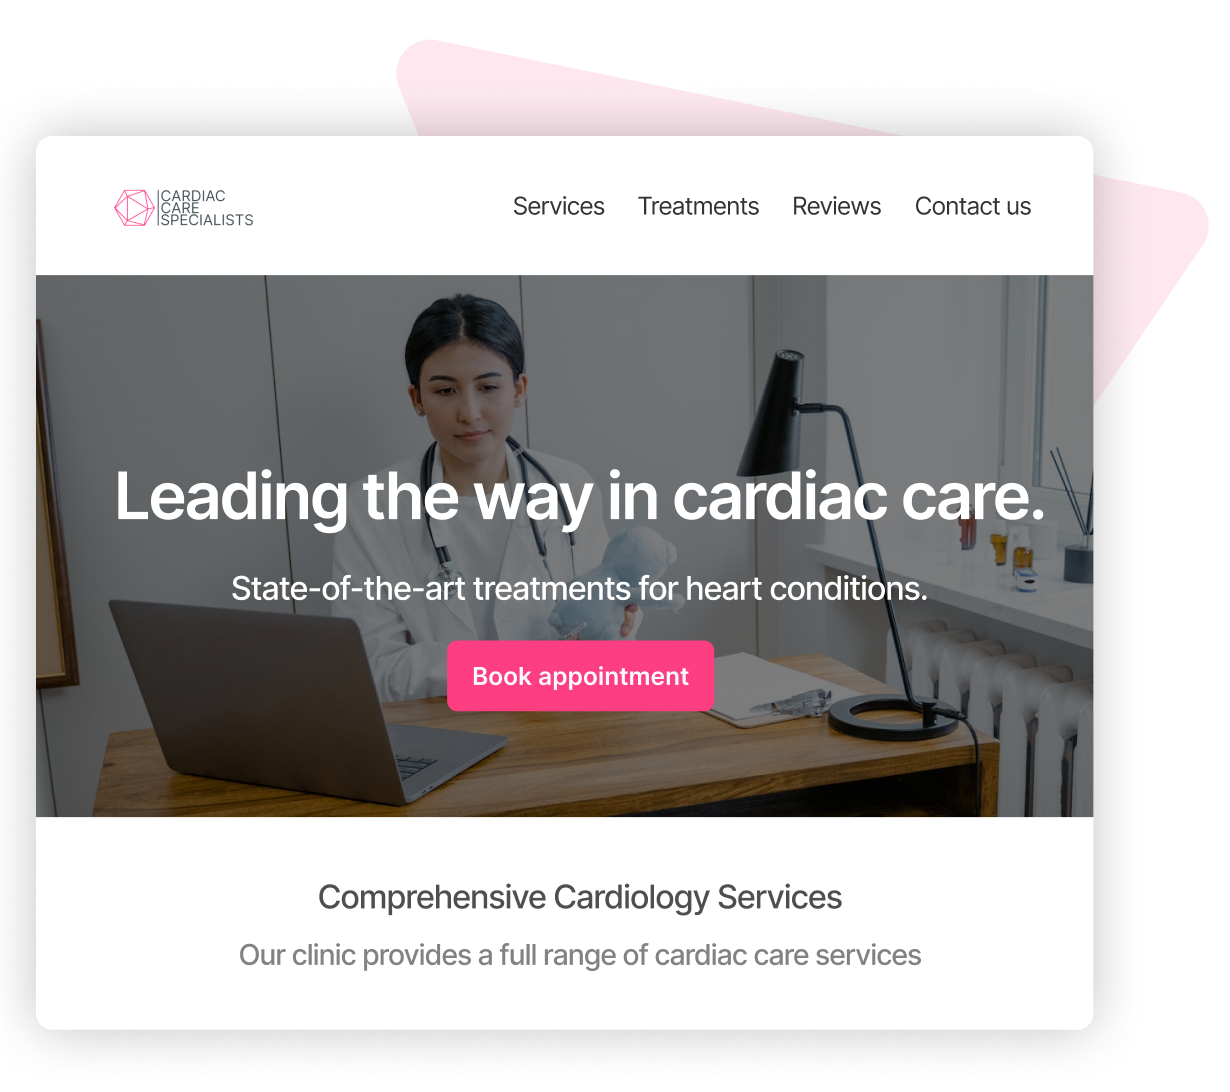 CARDIAC
CARE
SPECIALISTS
Services Treatments Reviews Contact us
Leading the way in cardiac care.
State-of-the-art treatments for heart conditions.
Book appointment
Comprehensive Cardiology Services
Our clinic provides a full range of cardiac care services